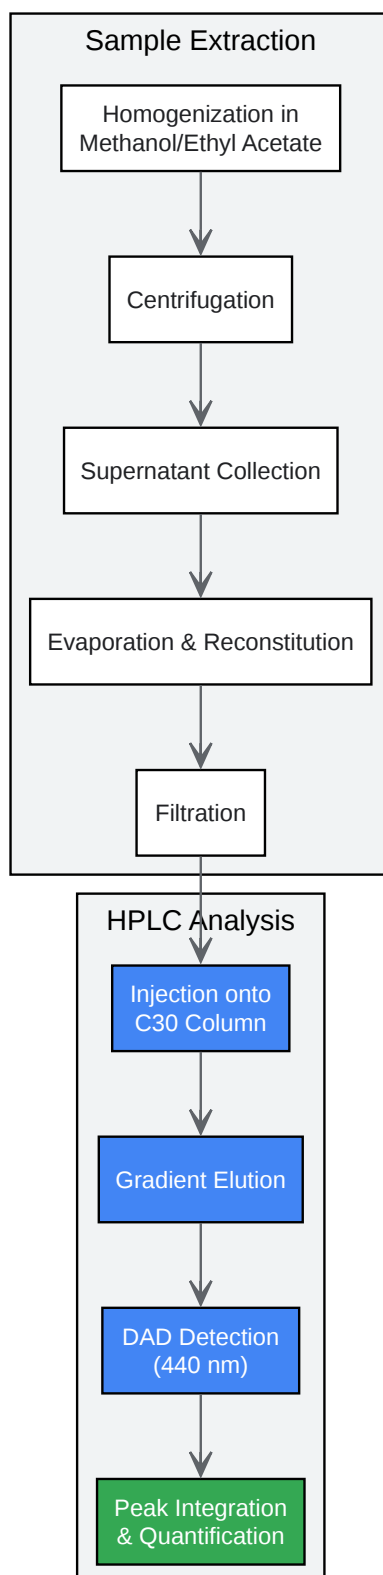 Sample Extraction
Homogenization in
Methanol/Ethyl Acetate
Centrifugation
Supernatant Collection
Evaporation & Reconstitution
Filtration
HPLC Analysis
Injection onto
C30 Column
Gradient Elution
DAD Detection
(440 nm)
Peak Integration
& Quantification